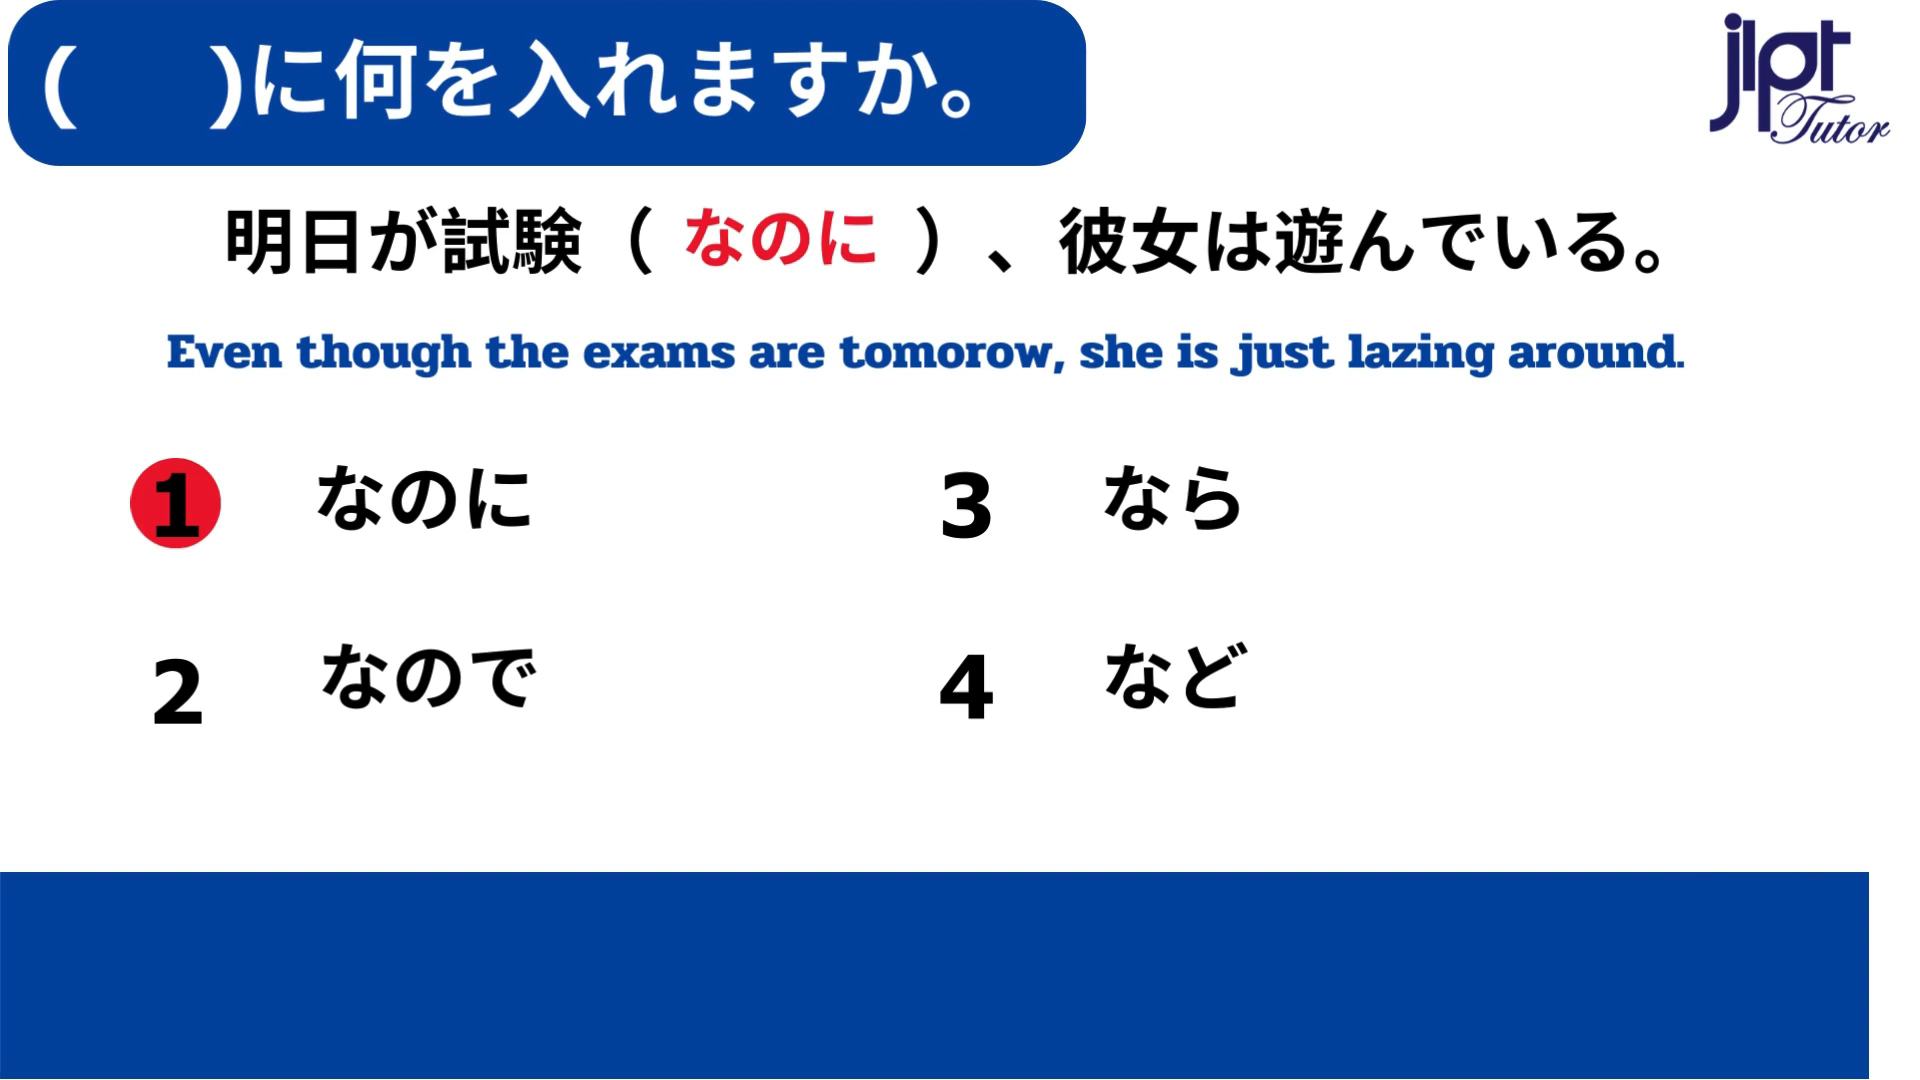 (　　)に何を入れますか。
jlpt
Tutor
明日が試験（ なのに ）、彼女は遊んでいる。
Even though the exams are tomorow, she is just lazing around.
1 なのに
3 なら
2 なので
4 など